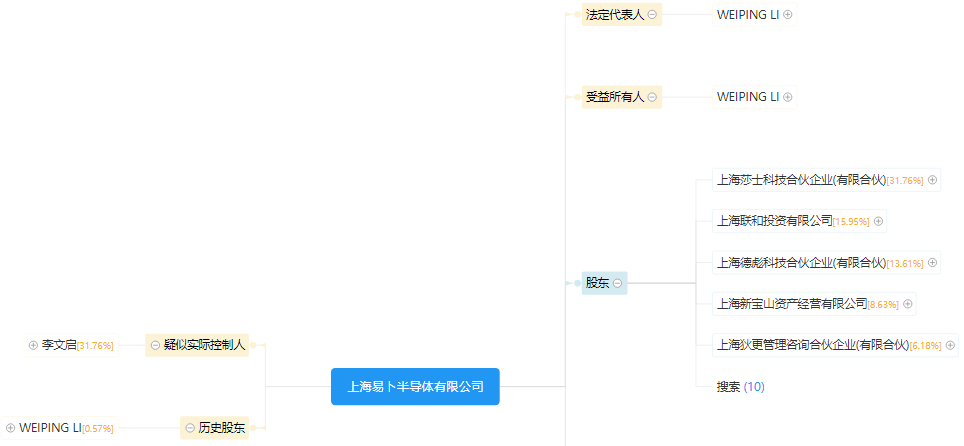 法定代表人
WEIPING LI
受益所有人
WEIPING LI
上海莎士科技合伙企业(有限合伙)[31.76%]
上海联和投资有限公司[15.95%]
上海德彪科技合伙企业(有限合伙)[13.61%]
股东
上海新宝山资产经营有限公司[8.63%]
上海狄更管理咨询合伙企业(有限合伙)[6.18%]
搜索 (10)
李文启[31.76%]
疑似实际控制人
上海易卜半导体有限公司
WEIPING LI[0.57%]
历史股东